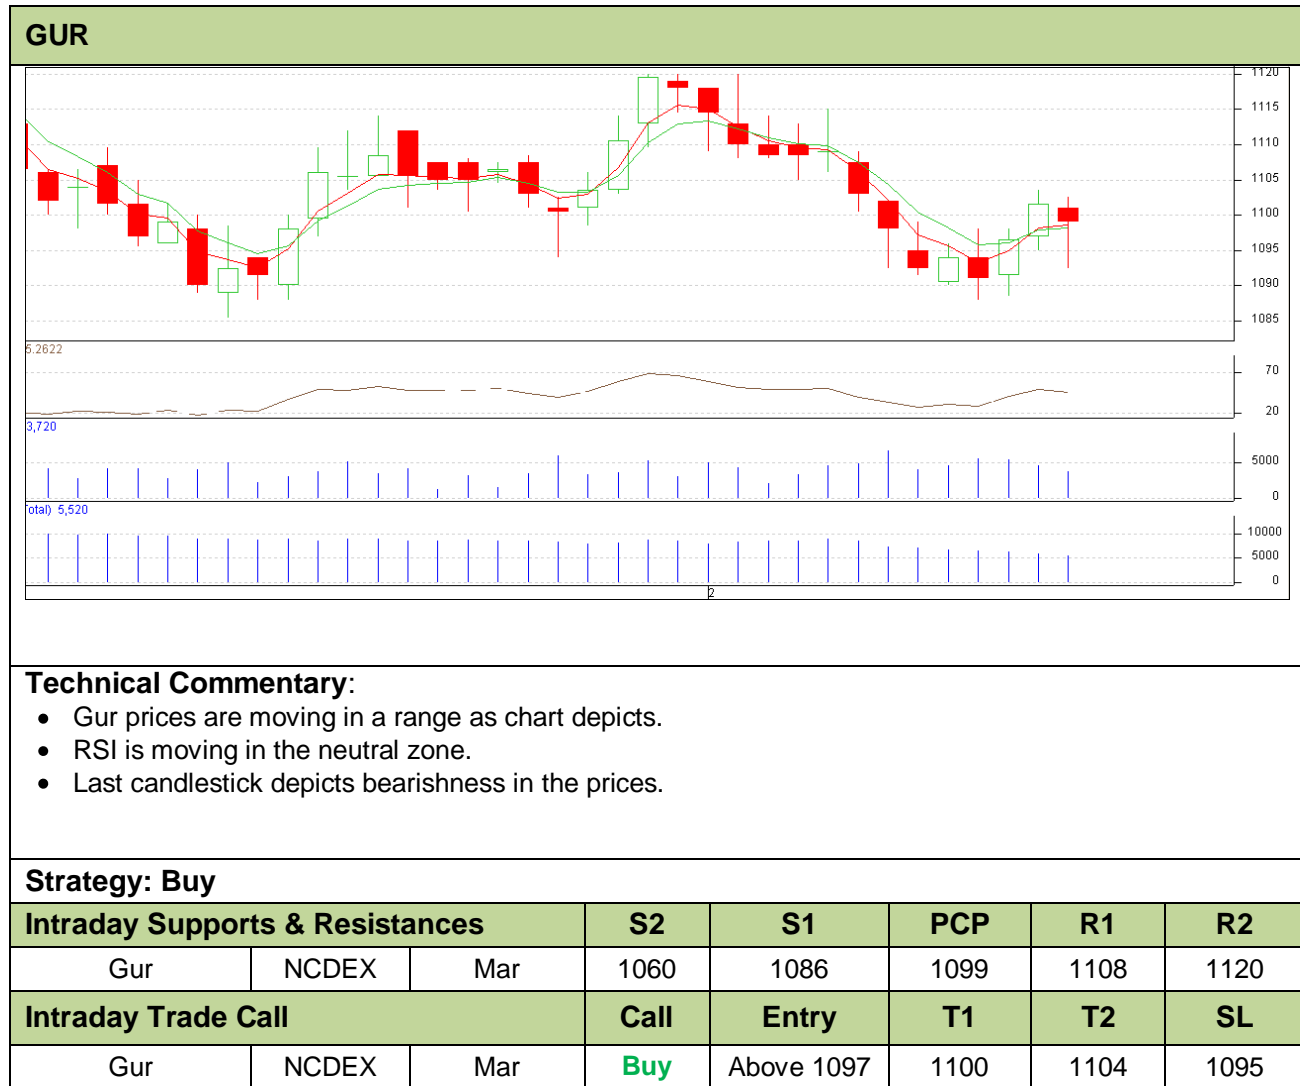 GUR
1120
1115
1110
1105
1100
1095
1090
1085
5.2622
70
20
3,720
5000
0
otal) 5,520
10000
5000
0
2
Technical Commentary:
• Gur prices are moving in a range as chart depicts.
• RSI is moving in the neutral zone.
• Last candlestick depicts bearishness in the prices.
Strategy: Buy
Intraday Supports & Resistances S2 S1 PCP R1 R2
Gur NCDEX Mar 1060 1086 1099 1108 1120
Intraday Trade Call Call Entry T1 T2 SL
Gur NCDEX Mar Buy Above 1097 1100 1104 1095